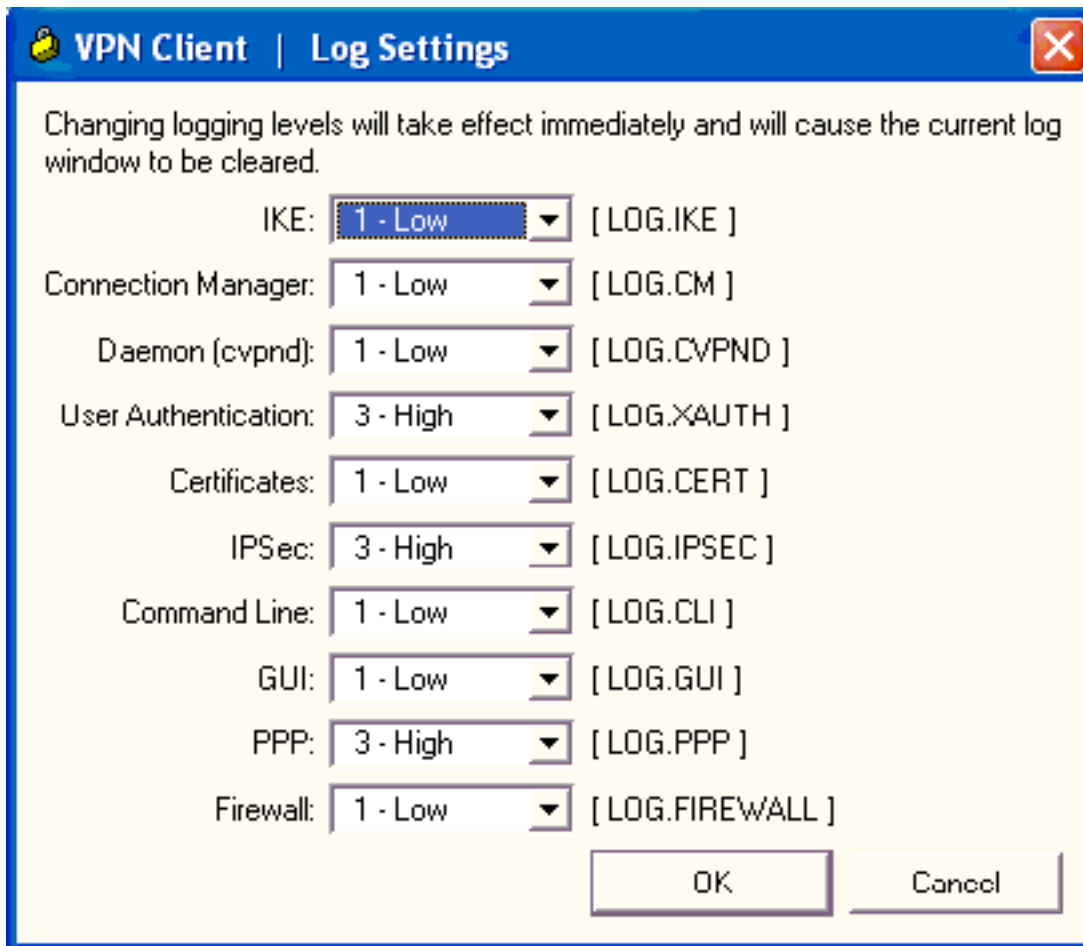 VPN Client | Log Settings
Changing logging levels will take effect immediately and will cause the current log
window to be cleared.
IKE: 1 - Low [ LOG.IKE ]
Connection Manager: 1 - Low [ LOG.CM ]
Daemon (cvpnd): 1 - Low [ LOG.CVPND ]
User Authentication: 3 - High [ LOG.XAUTH ]
Certificates: 1 - Low [ LOG.CERT ]
IPSec: 3 - High [ LOG.IPSEC ]
Command Line: 1 - Low [ LOG.CLI ]
GUI: 1 - Low [ LOG.GUI ]
PPP: 3 - High [ LOG.PPP ]
Firewall: 1 - Low [ LOG.FIREWALL ]
OK Cancel